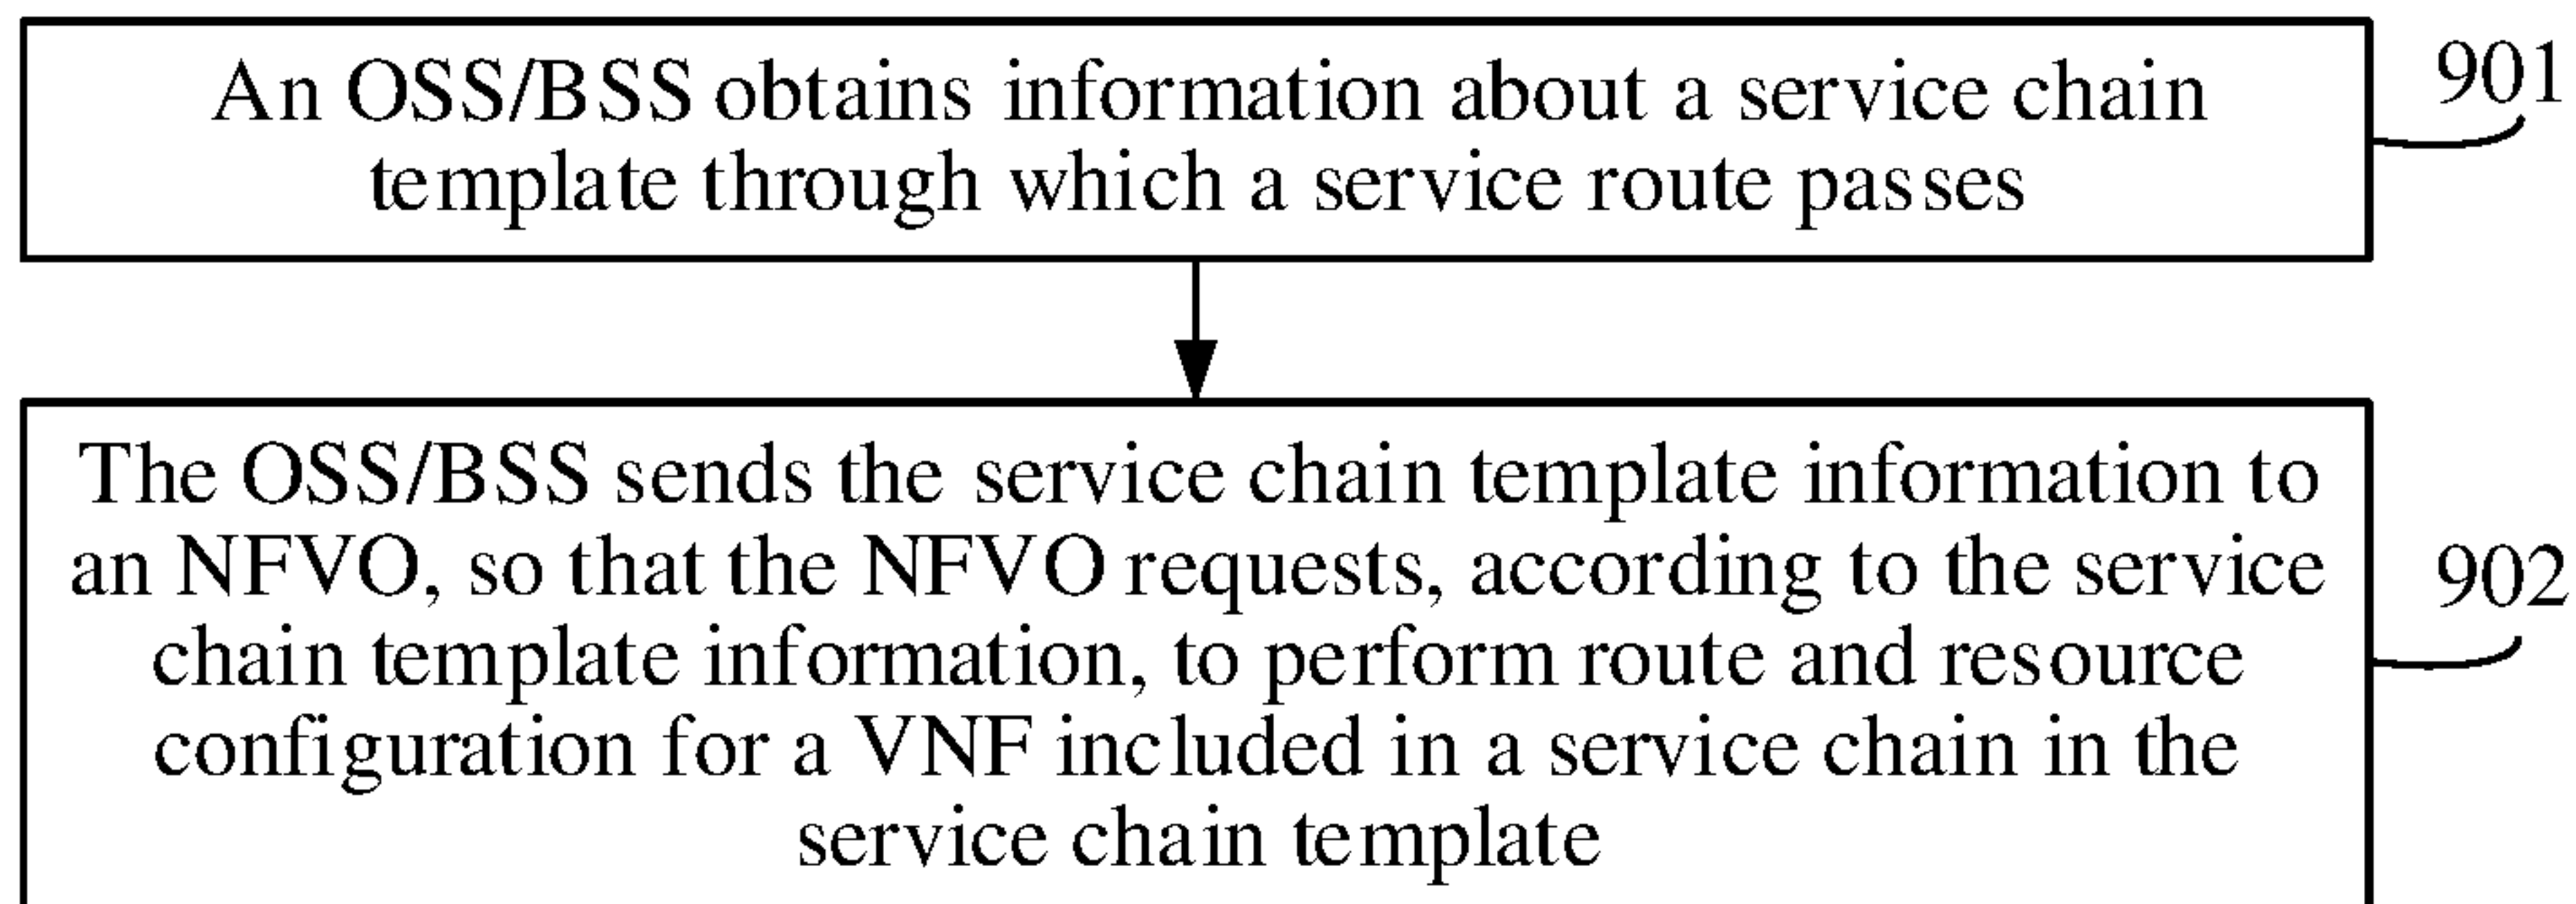 An OSS/BSS obtains information about a service chain
template through which a service route passes
901
The OSS/BSS sends the service chain template information to
an NFVO, so that the NFVO requests, according to the service
chain template information, to perform route and resource
configuration for a VNF included in a service chain in the
service chain template
902